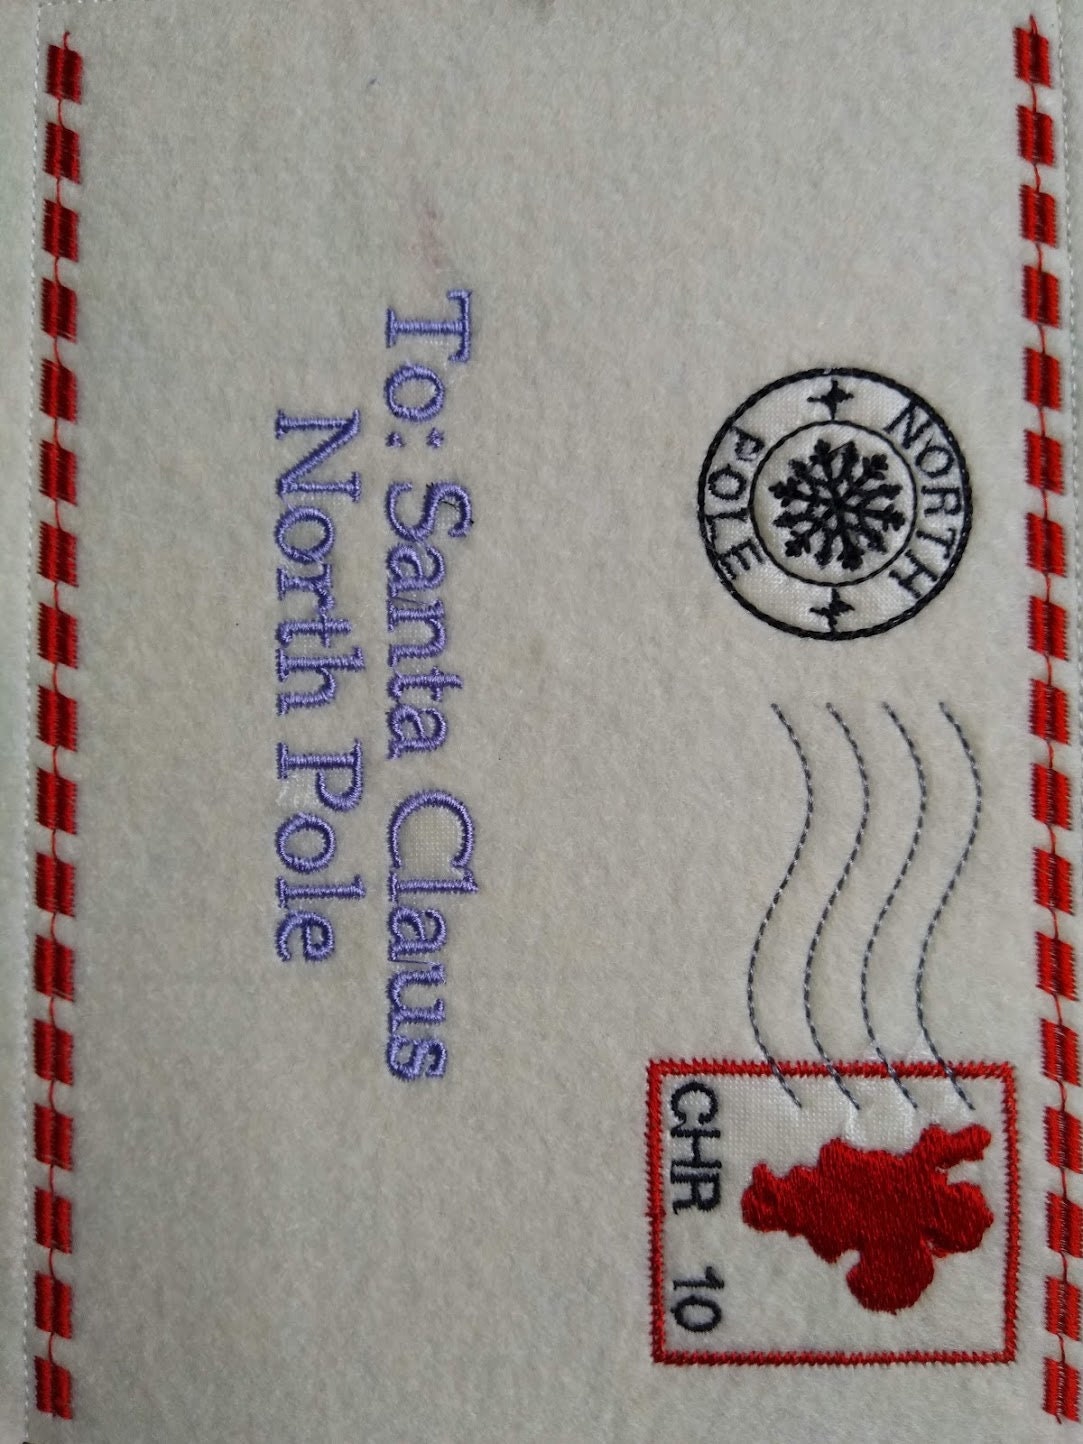 NORTH
POLE
CHR 10
To: Santa Claus
North Pole